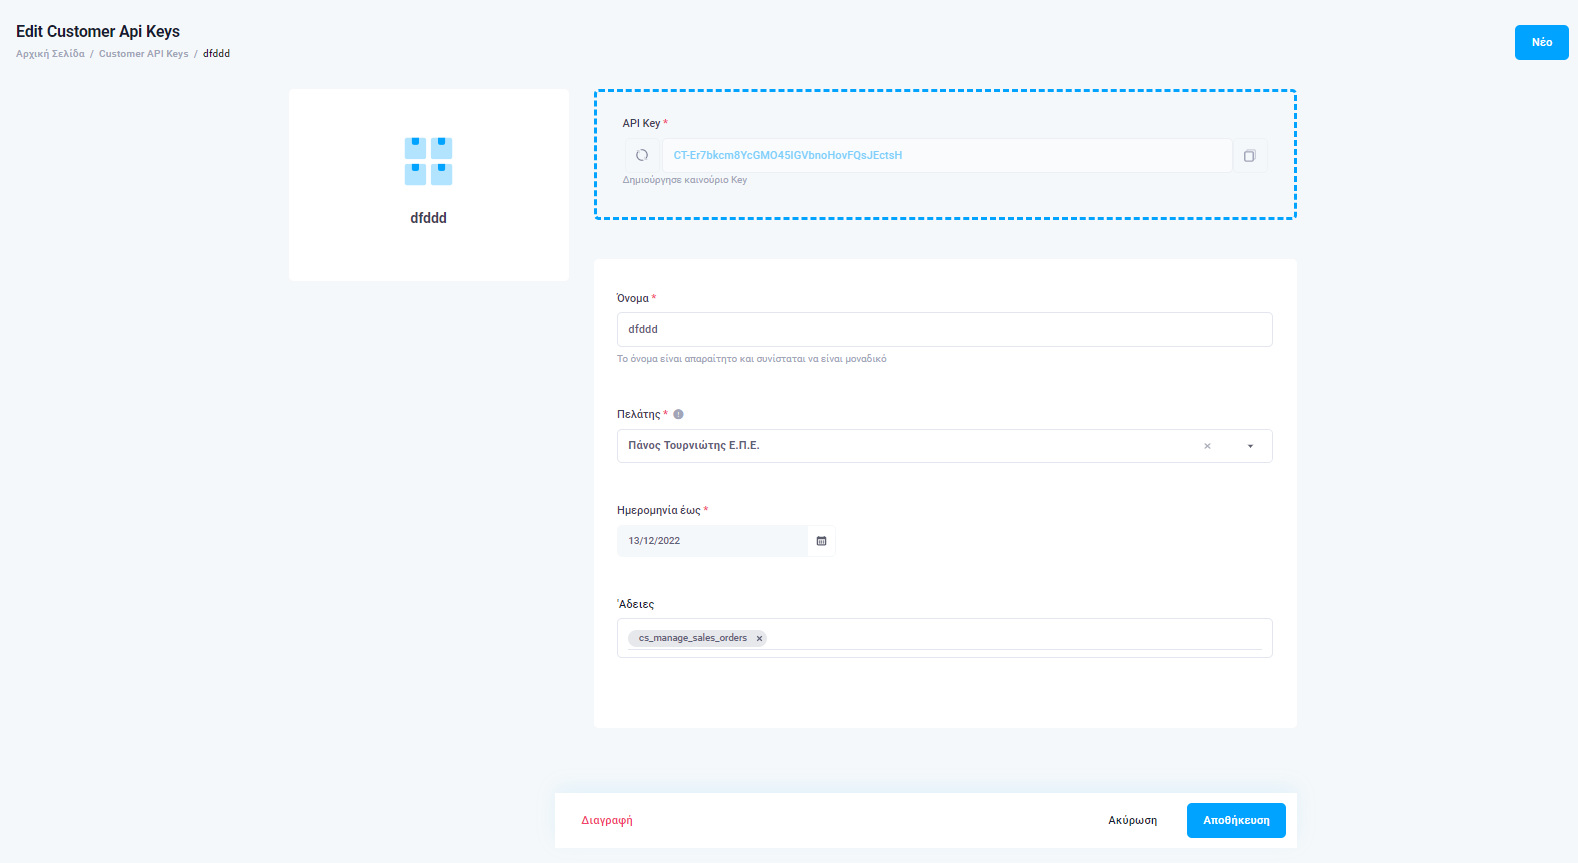 Edit Customer Api Keys
Αρχική Σελίδα / Customer API Keys / dfddd
Νέο
dfddd
API Key *
CT-Er7bkcm8YcGMO45IGVbnoHovFQsJEctsH
Δημιούργησε καινούριο Key
Όνομα *
dfddd
Το όνομα είναι απαραίτητο και συνίσταται να είναι μοναδικό
Πελάτης *
Πάνος Τουρνιώτης Ε.Π.Ε.
Ημερομηνία έως *
13/12/2022
Άδειες
cs_manage_sales_orders ×
Διαγραφή
Ακύρωση
Αποθήκευση